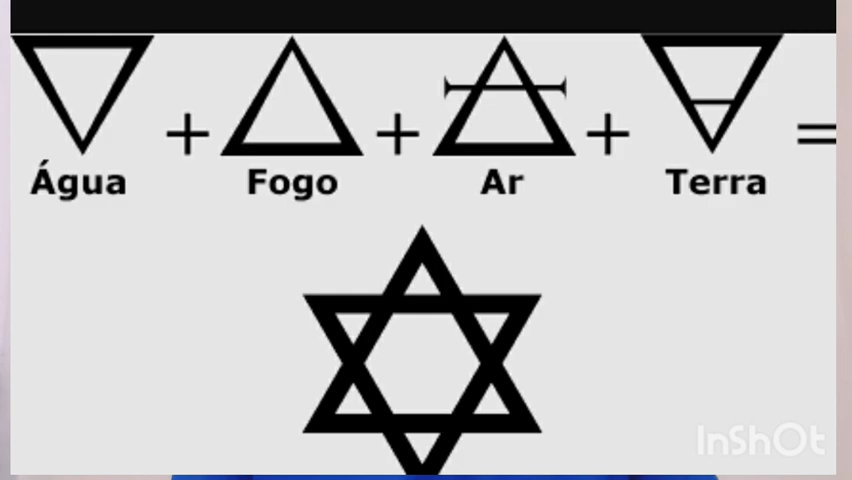 + + + =
Água Fogo Ar Terra
InShOt